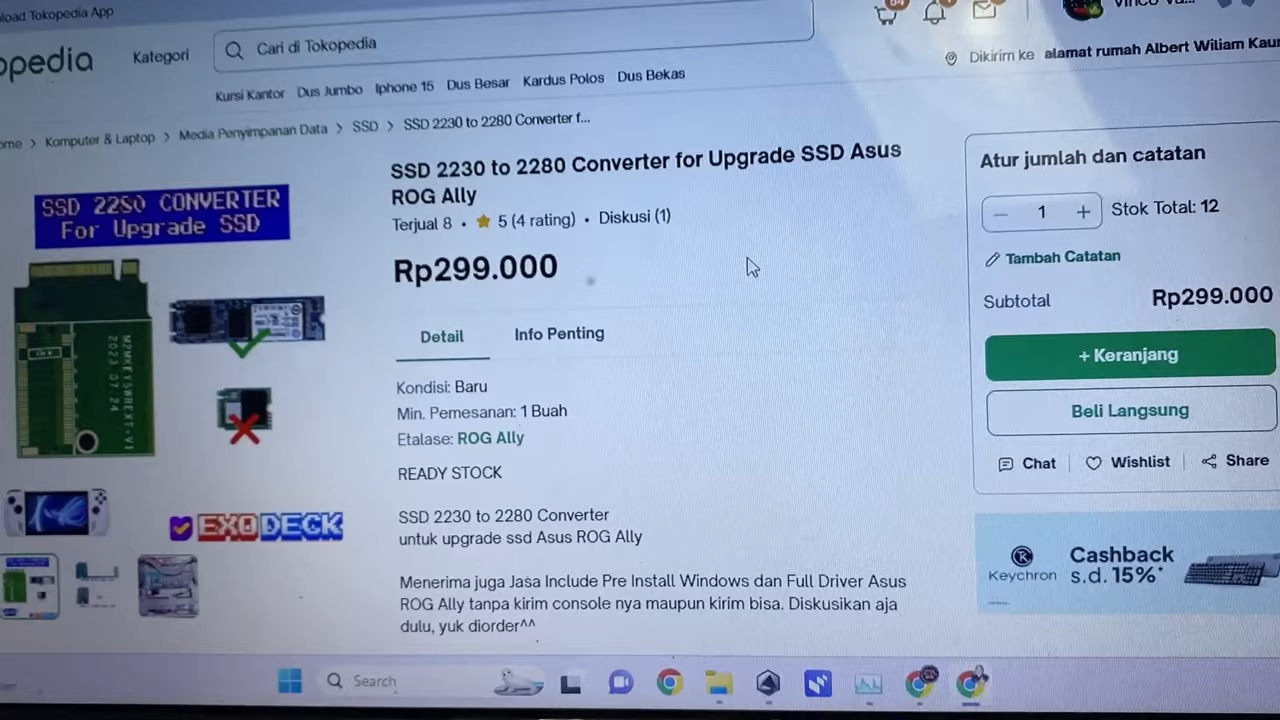 load Tokopedia App
opedia
Kategori
Cari di Tokopedia
Dikirim ke alamat rumah Albert Wiliam Kaun
Kursi Kantor Dus Jumbo Iphone 15 Dus Besar Kardus Polos Dus Bekas
ome > Komputer & Laptop > Media Penyimpanan Data > SSD > SSD 2230 to 2280 Converter f...
SSD 2280 CONVERTER
For Upgrade SSD
M2MKEYSWREXT-V1
2023 07 24
EXODECK
SSD 2230 to 2280 Converter for Upgrade SSD Asus
ROG Ally
Terjual 8 • 5 (4 rating) • Diskusi (1)
Rp299.000
Detail
Info Penting
Kondisi: Baru
Min. Pemesanan: 1 Buah
Etalase: ROG Ally
READY STOCK
SSD 2230 to 2280 Converter
untuk upgrade ssd Asus ROG Ally
Menerima juga Jasa Include Pre Install Windows dan Full Driver Asus
ROG Ally tanpa kirim console nya maupun kirim bisa. Diskusikan aja
dulu, yuk diorder^^
Atur jumlah dan catatan
1
Stok Total: 12
Tambah Catatan
Subtotal
Rp299.000
+ Keranjang
Beli Langsung
Chat
Wishlist
Share
Keychron
Cashback
s.d. 15%*
Search